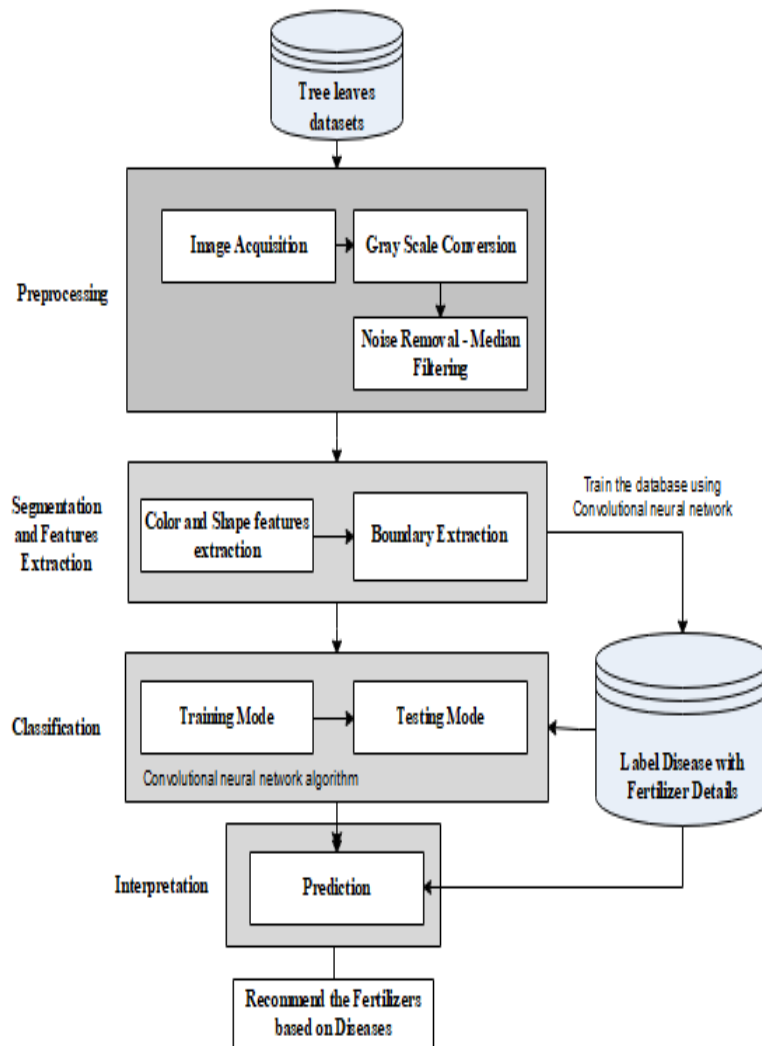 Tree leaves
datasets
Image Acquisition
Gray Scale Conversion
Preprocessing
Noise Removal - Median
Filtering
Segmentation
and Features
Extraction
Color and Shape features
extraction
Boundary Extraction
Train the database using
Convolutional neural network
Classification
Training Mode
Testing Mode
Convolutional neural network algorithm
Label Disease with
Fertilizer Details
Interpretation
Prediction
Recommend the Fertilizers
based on Diseases